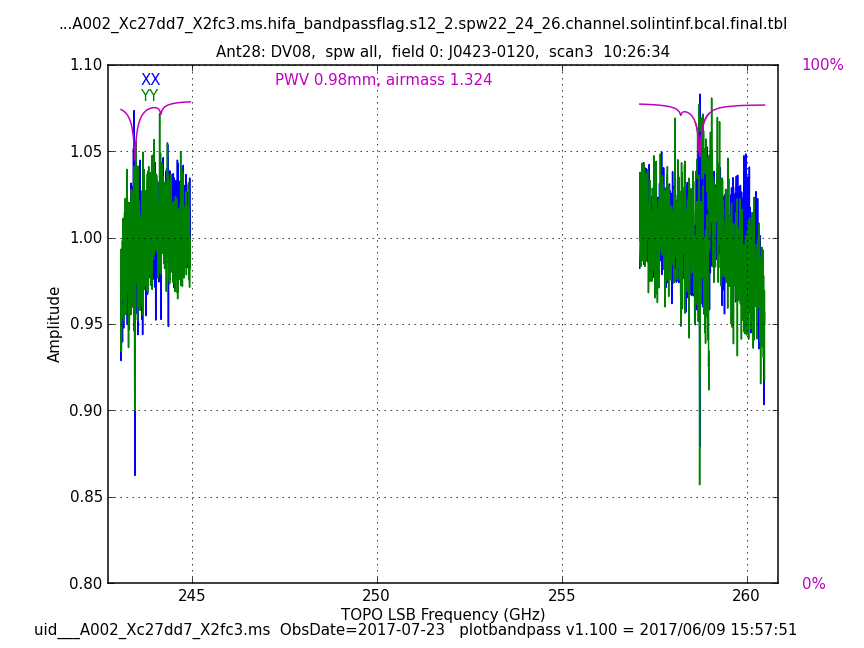 ...A002_Xc27dd7_X2fc3.ms.hifa_bandpassflag.s12_2.spw22_24_26.channel.solintinf.bcal.final.tbl
Ant28: DV08,  spw all,  field 0: J0423-0120,  scan3  10:26:34
1.10
100%
XX
PWV 0.98mm, airmass 1.324
YY
1.05
1.00
Amplitude
0.95
0.90
0.85
0.80
0%
245
250
255
260
TOPO LSB Frequency (GHz)
uid___A002_Xc27dd7_X2fc3.ms  ObsDate=2017-07-23   plotbandpass v1.100 = 2017/06/09 15:57:51